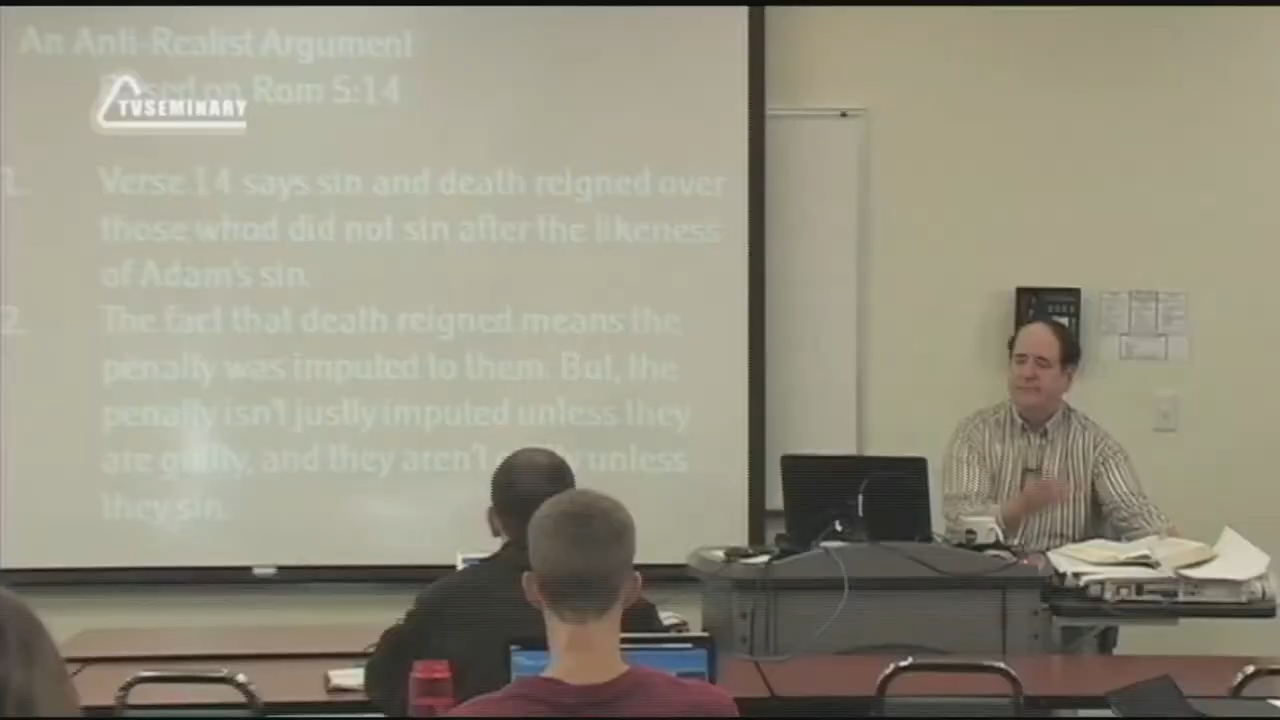 An Anti-Realist Argument
Based on Rom 5:14
TVSEMINARY
1. Verse 14 says sin and death reigned over
those whod did not sin after the likeness
of Adam's sin.
2. The fact that death reigned means the
penalty was imputed to them. But, the
penalty isn't justly imputed unless they
are guilty, and they aren't guilty unless
they sin.